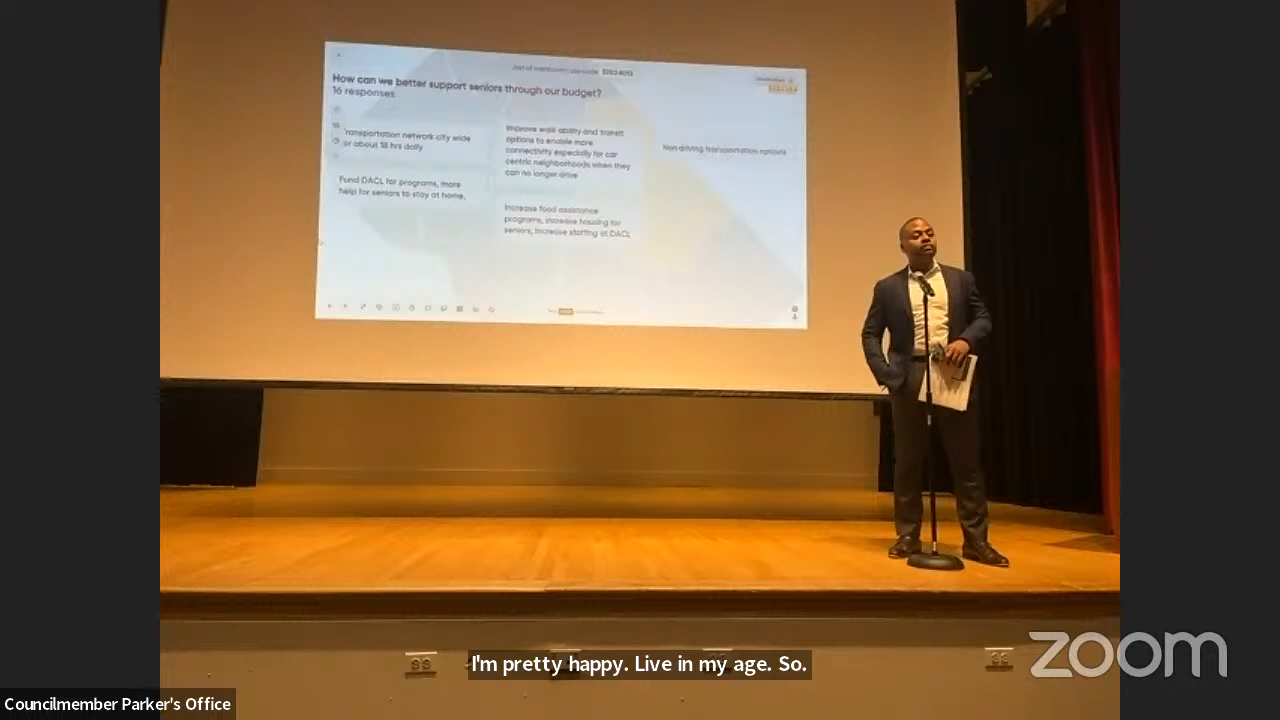 How can we better support seniors through our budget?
16 responses
ransportation network city wide
or about 18 hrs daily
Fund DACL for programs, more
help for seniors to stay at home,
Improve walk ability and transit
options to enable more
connectivity especially for car
centric neighborhoods when they
can no longer drive
Increase food assistance
programs, increase housing for
seniors, increase staffing at DACL
Non driving transportation options
I'm pretty happy. Live in my age. So.
zoom
Councilmember Parker's Office